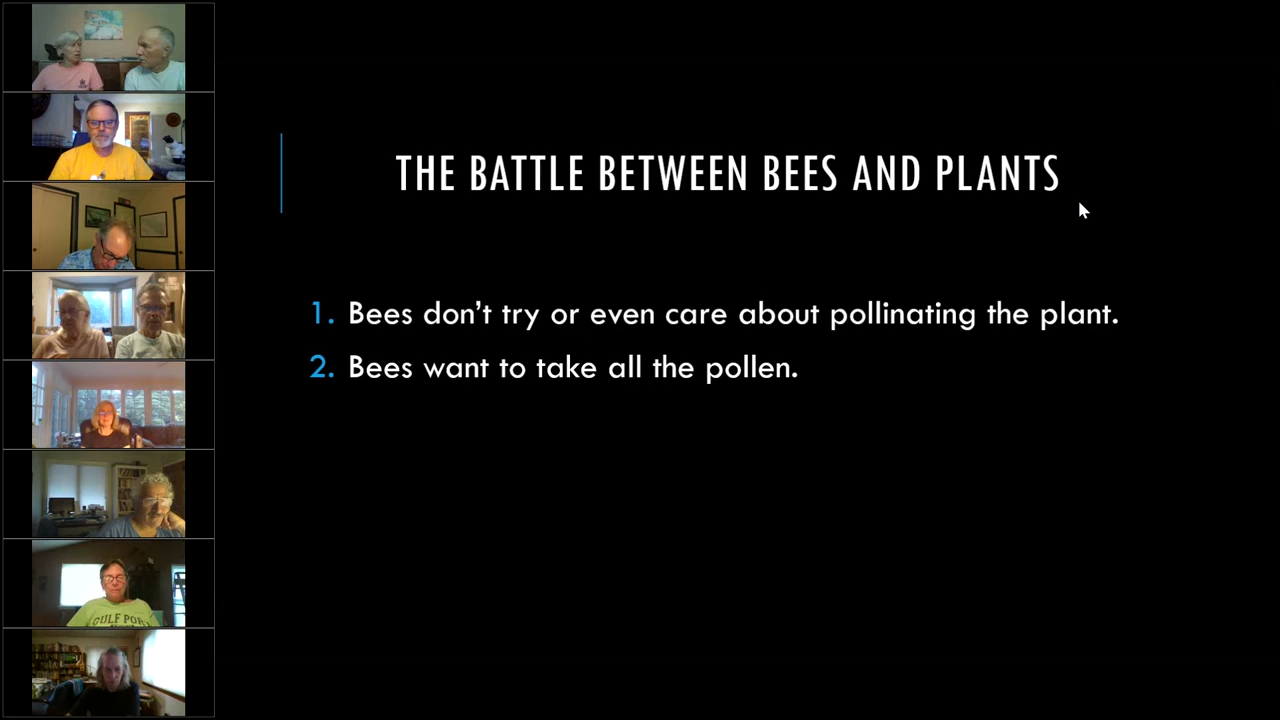 THE BATTLE BETWEEN BEES AND PLANTS
1. Bees don't try or even care about pollinating the plant.
2. Bees want to take all the pollen.
GULF POR